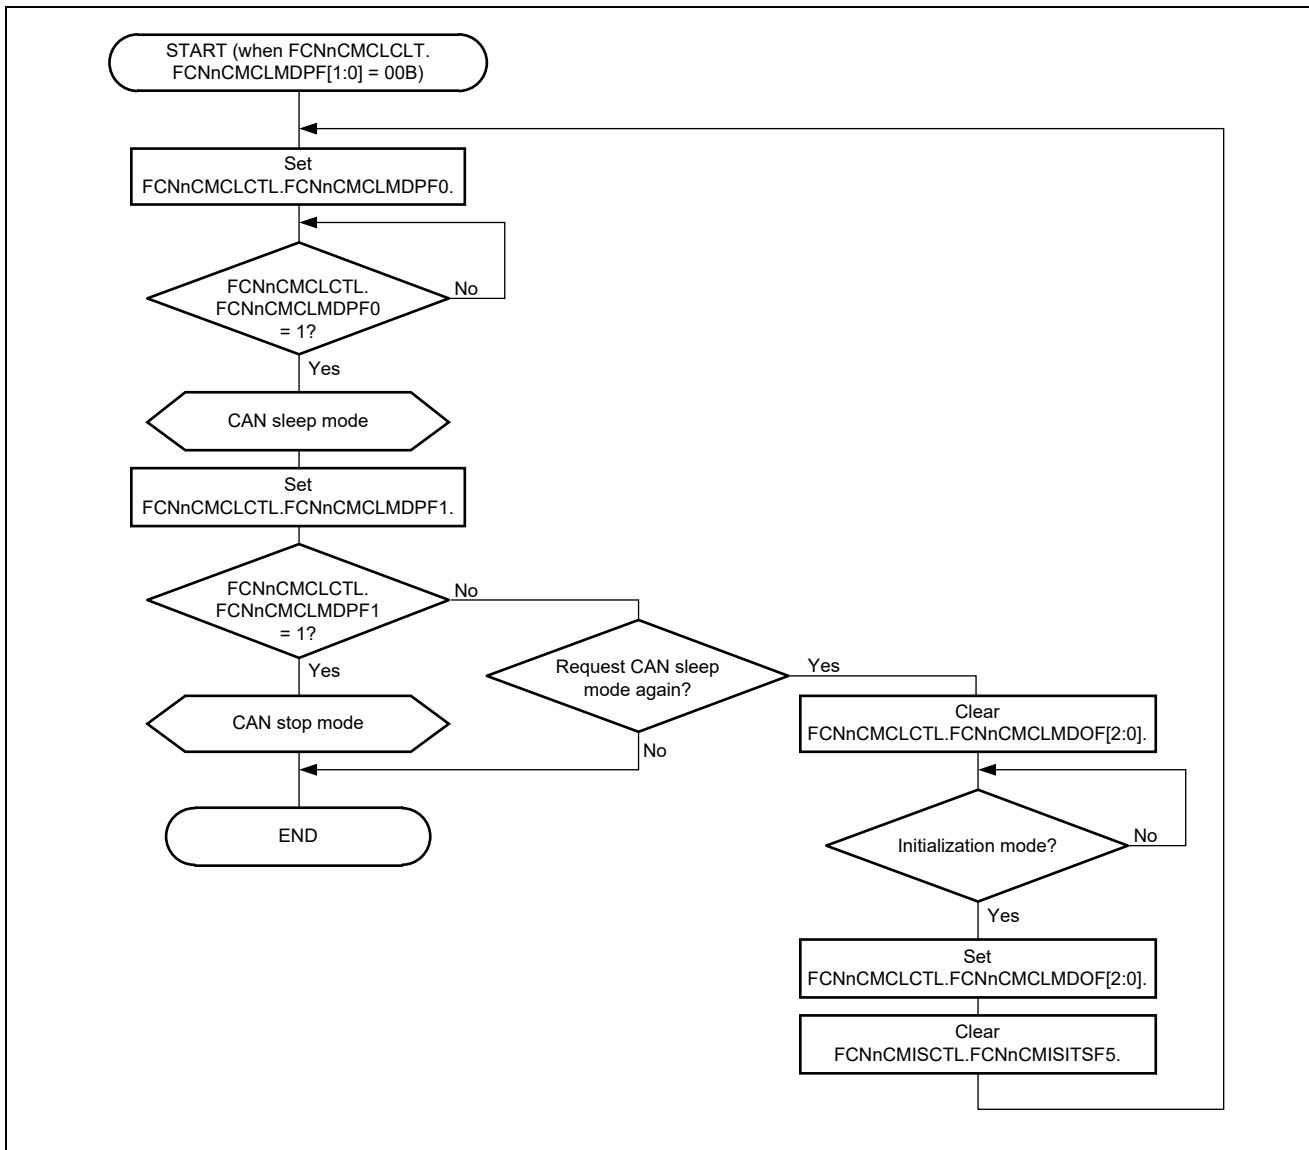 START (when FCNnCMCLCLT.
FCNnCMCLMDPF[1:0] = 00B)
Set
FCNnCMCLCTL.FCNnCMCLMDPF0.
FCNnCMCLCTL.
FCNnCMCLMDPF0
= 1?
No
Yes
CAN sleep mode
Set
FCNnCMCLCTL.FCNnCMCLMDPF1.
FCNnCMCLCTL.
FCNnCMCLMDPF1
= 1?
No
Yes
Request CAN sleep
mode again?
Yes
No
CAN stop mode
END
Clear
FCNnCMCLCTL.FCNnCMCLMDOF[2:0].
Initialization mode?
No
Yes
Set
FCNnCMCLCTL.FCNnCMCLMDOF[2:0].
Clear
FCNnCMISCTL.FCNnCMISITSF5.